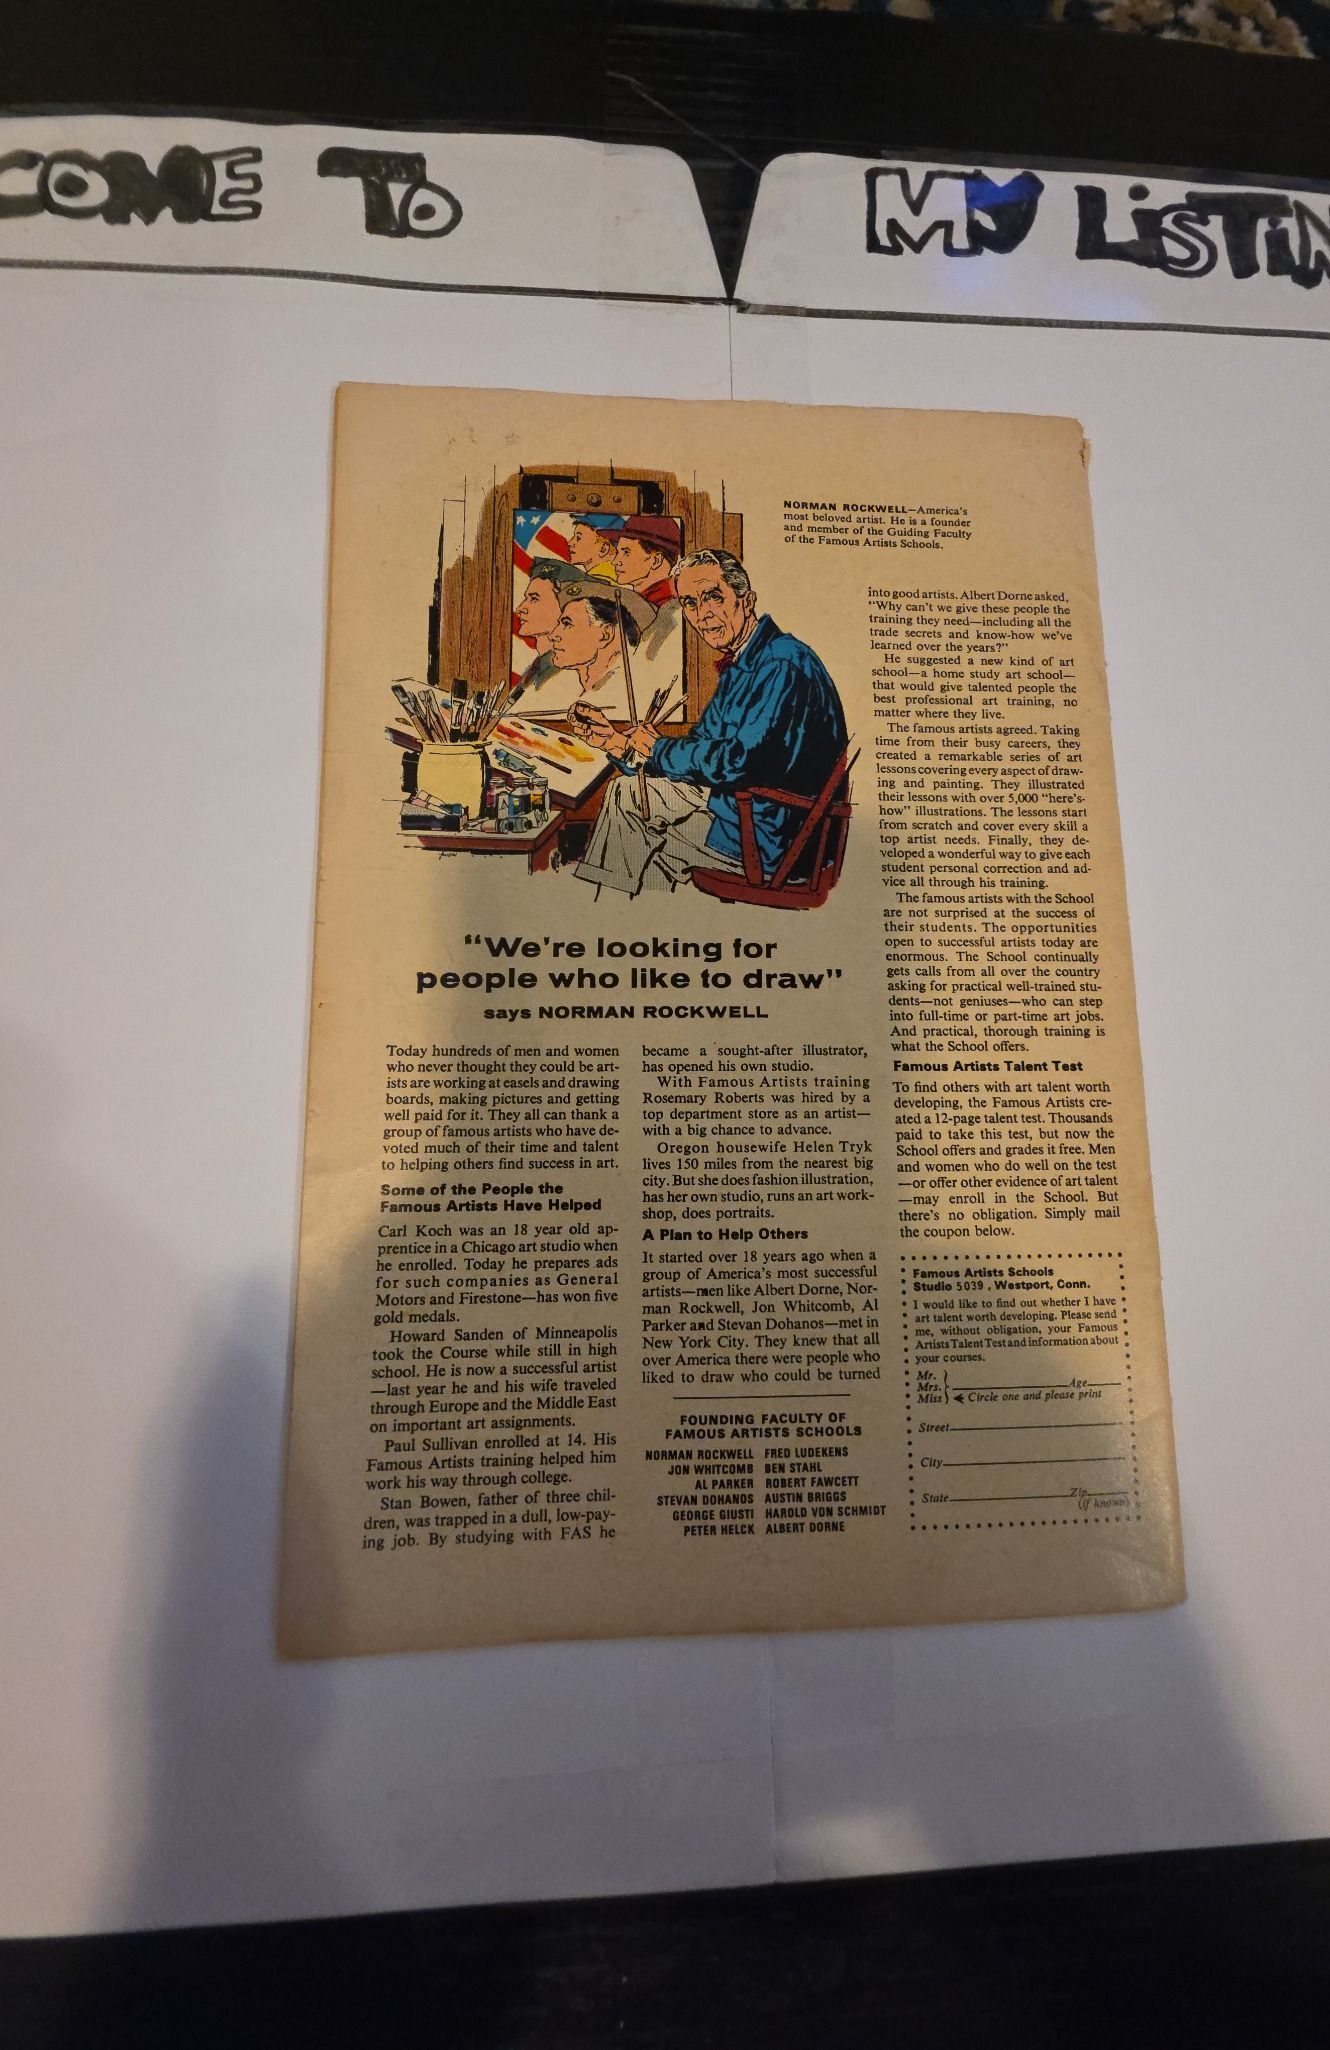 COME TO
MY LISTIN
NORMAN ROCKWELL—America's
most beloved artist. He is a founder
and member of the Guiding Faculty
of the Famous Artists Schools.
"We're looking for
people who like to draw"
says NORMAN ROCKWELL
Today hundreds of men and women
who never thought they could be art-
ists are working at easels and drawing
boards, making pictures and getting
well paid for it. They all can thank a
group of famous artists who have de-
voted much of their time and talent
to helping others find success in art.
Some of the People the
Famous Artists Have Helped
Carl Koch was an 18 year old ap-
prentice in a Chicago art studio when
he enrolled. Today he prepares ads
for such companies as General
Motors and Firestone—has won five
gold medals.
Howard Sanden of Minneapolis
took the Course while still in high
school. He is now a successful artist
—last year he and his wife traveled
through Europe and the Middle East
on important art assignments.
Paul Sullivan enrolled at 14. His
Famous Artists training helped him
work his way through college.
Stan Bowen, father of three chil-
dren, was trapped in a dull, low-pay-
ing job. By studying with FAS he
became a sought-after illustrator,
has opened his own studio.
With Famous Artists training
Rosemary Roberts was hired by a
top department store as an artist—
with a big chance to advance.
Oregon housewife Helen Tryk
lives 150 miles from the nearest big
city. But she does fashion illustration,
has her own studio, runs an art work-
shop, does portraits.
A Plan to Help Others
It started over 18 years ago when a
group of America's most successful
artists—men like Albert Dorne, Nor-
man Rockwell, Jon Whitcomb, Al
Parker and Stevan Dohanos—met in
New York City. They knew that all
over America there were people who
liked to draw who could be turned
FOUNDING FACULTY OF
FAMOUS ARTISTS SCHOOLS
NORMAN ROCKWELL FRED LUDEKENS
JON WHITCOMB BEN STAHL
AL PARKER ROBERT FAWCETT
STEVAN DOHANOS AUSTIN BRIGGS
GEORGE GIUSTI HAROLD VON SCHMIDT
PETER HELCK ALBERT DORNE
into good artists. Albert Dorne asked,
"Why can't we give these people the
training they need—including all the
trade secrets and know-how we've
learned over the years?"
He suggested a new kind of art
school—a home study art school—
that would give talented people the
best professional art training, no
matter where they live.
The famous artists agreed. Taking
time from their busy careers, they
created a remarkable series of art
lessons covering every aspect of draw-
ing and painting. They illustrated
their lessons with over 5,000 "here's-
how" illustrations. The lessons start
from scratch and cover every skill a
top artist needs. Finally, they de-
veloped a wonderful way to give each
student personal correction and ad-
vice all through his training.
The famous artists with the School
are not surprised at the success of
their students. The opportunities
open to successful artists today are
enormous. The School continually
gets calls from all over the country
asking for practical well-trained stu-
dents—not geniuses—who can step
into full-time or part-time art jobs.
And practical, thorough training is
what the School offers.
Famous Artists Talent Test
To find others with art talent worth
developing, the Famous Artists cre-
ated a 12-page talent test. Thousands
paid to take this test, but now the
School offers and grades it free. Men
and women who do well on the test
—or offer other evidence of art talent
—may enroll in the School. But
there's no obligation. Simply mail
the coupon below.
Famous Artists Schools
Studio 5039, Westport, Conn.
I would like to find out whether I have
art talent worth developing. Please send
me, without obligation, your Famous
Artists Talent Test and information about
your courses.
Mr.
Mrs. Age
Miss Circle one and please print
Street
City
State Zip
(if known)